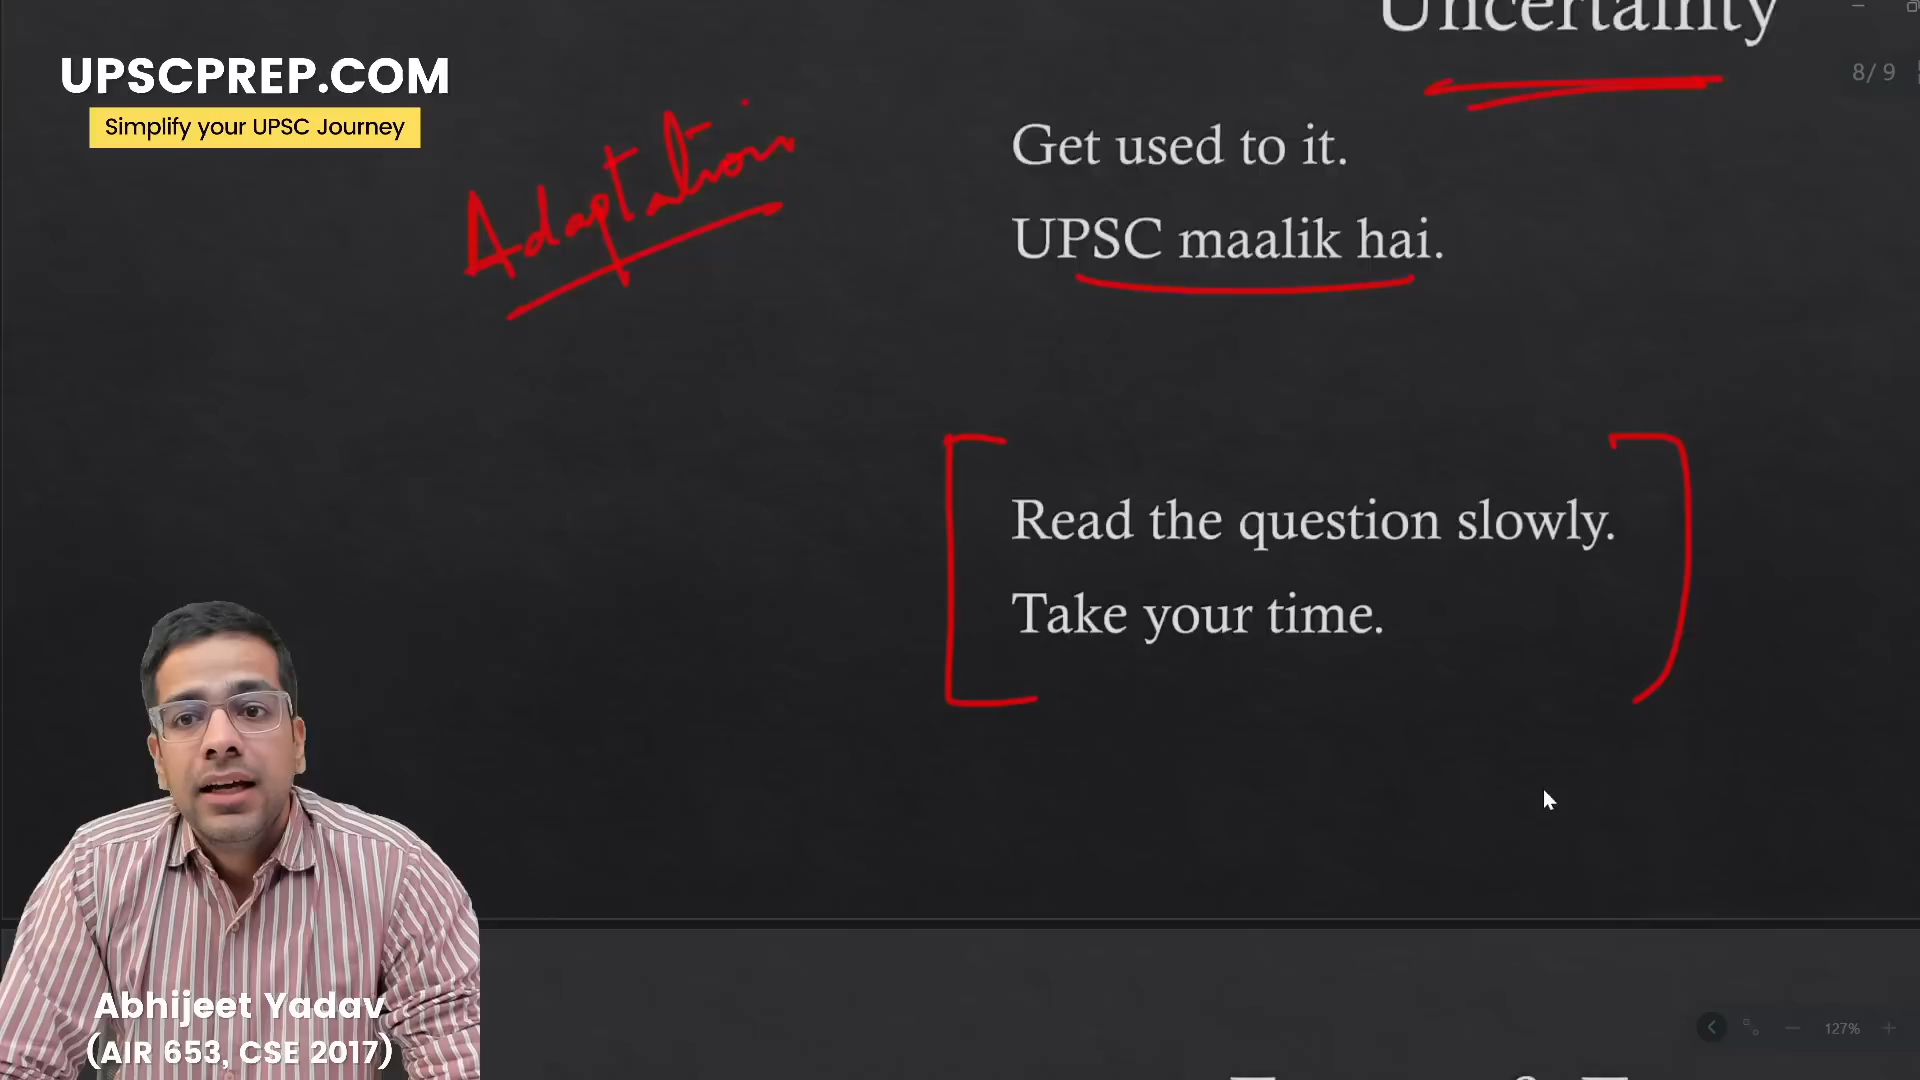 Uncertainty
8/ 9
UPSCPREP.COM
Simplify your UPSC Journey
Adaptation
Get used to it.
UPSC maalik hai.
Read the question slowly.
Take your time.
Abhijeet Yadav
(AIR 653, CSE 2017)
127%